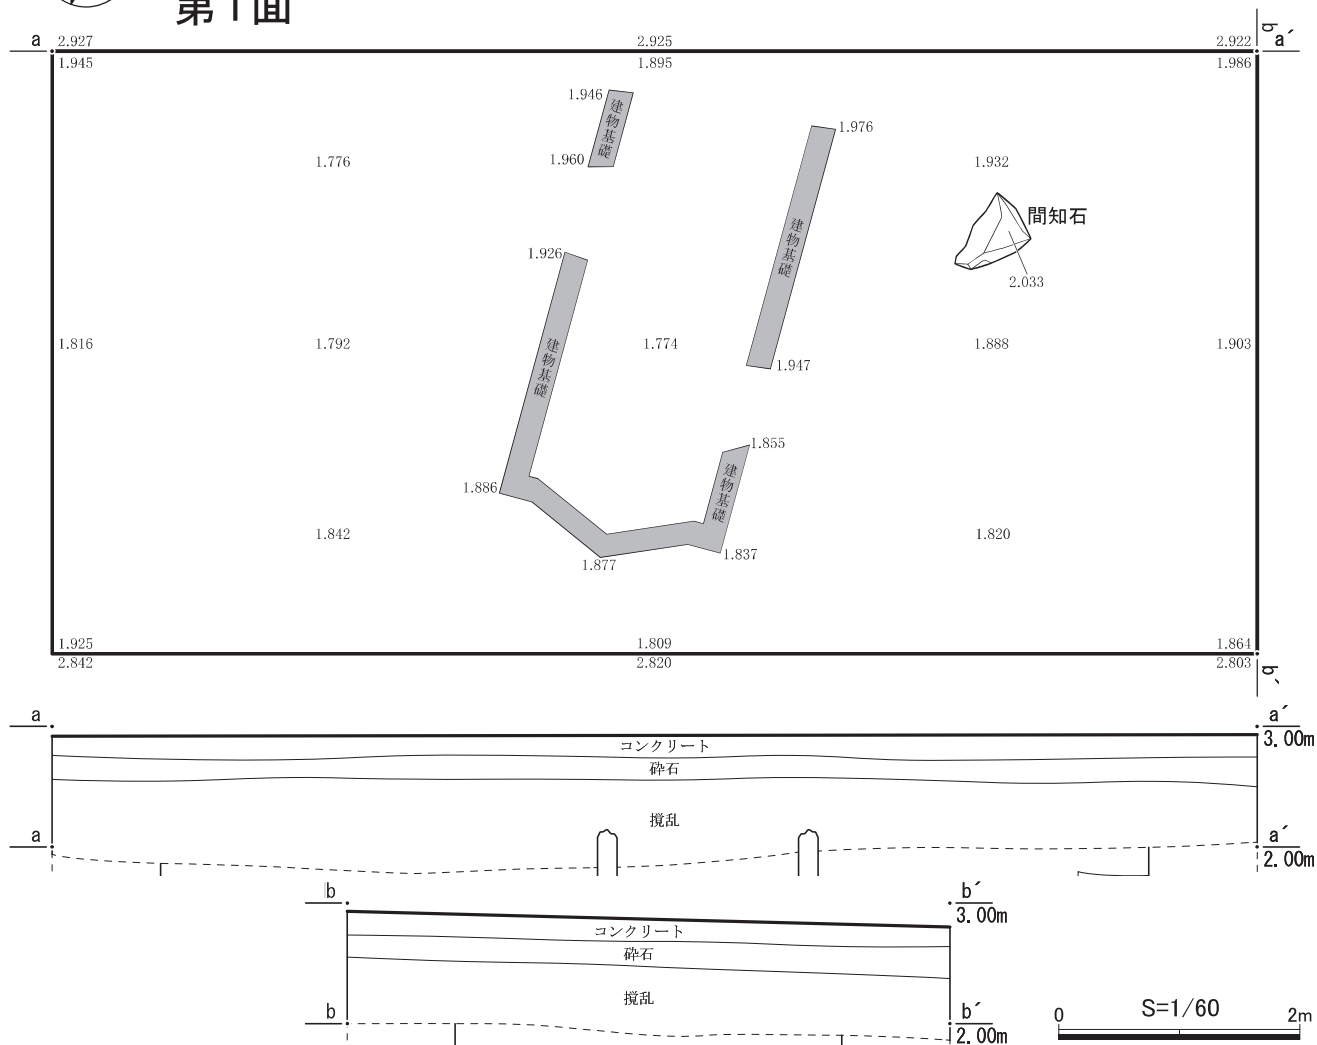 第1面
a 2.927 2.925 2.922 b a´
1.945 1.895 1.986
1.946 建物基礎
1.976
1.776 1.960 1.932
間知石
建物基礎
1.926
2.033
1.816 1.792 建物基礎 1.774 1.888 1.903
1.947
1.855
建物基礎
1.886
1.842 1.820
1.837
1.877
1.925 1.809 1.864
2.842 2.820 2.803 b´
a a´
3.00m
コンクリート
砕石
撹乱
a a´
2.00m
b b´
3.00m
コンクリート
砕石
撹乱
b b´
2.00m
0 S=1/60 2m